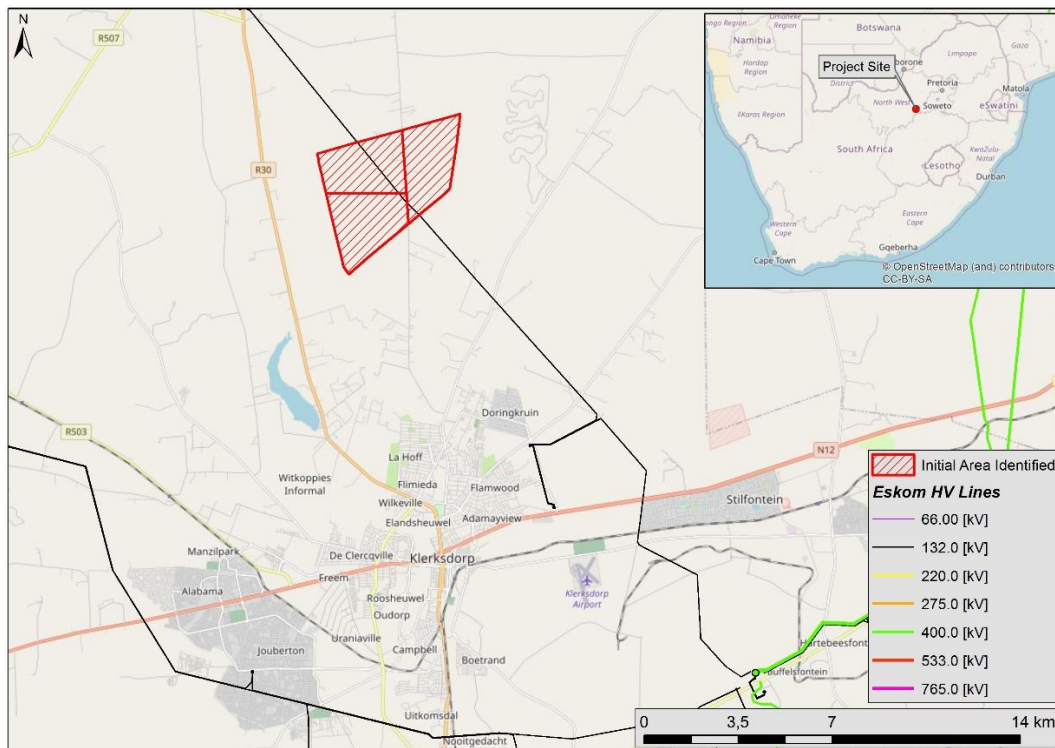 N
R507
R30
R503
N12
Doringkruin
La Hoff
Flimieda
Flamwood
Witkoppies
Informal
Wilkeville
Elandsheuwel
Adamayview
Stilfontein
Manzilpark
De Clercqville
Klerksdorp
Freem
Alabama
Roosheuwel
Oudorp
Klerksdorp
Airport
Uraniaville
Campbell
Jouberton
Boetrand
Hartebeesfont
Buffelsfontein
Uitkomsdal
Nooitgedacht
Omaheke
Region
Botswana
Namibia
Hardap
Region
Limpopo
Gaza
Project Site
borone
District
Pretoria
Matola
North West
Soweto
eSwatini
ǁKaras Region
South Africa
KwaZulu-
Natal
Lesotho
Durban
Western
Cape
Eastern
Cape
Cape Town
Gqeberha
© OpenStreetMap (and) contributors,
CC-BY-SA
Initial Area Identified
Eskom HV Lines
66.00 [kV]
132.0 [kV]
220.0 [kV]
275.0 [kV]
400.0 [kV]
533.0 [kV]
765.0 [kV]
0 3,5 7 14 km